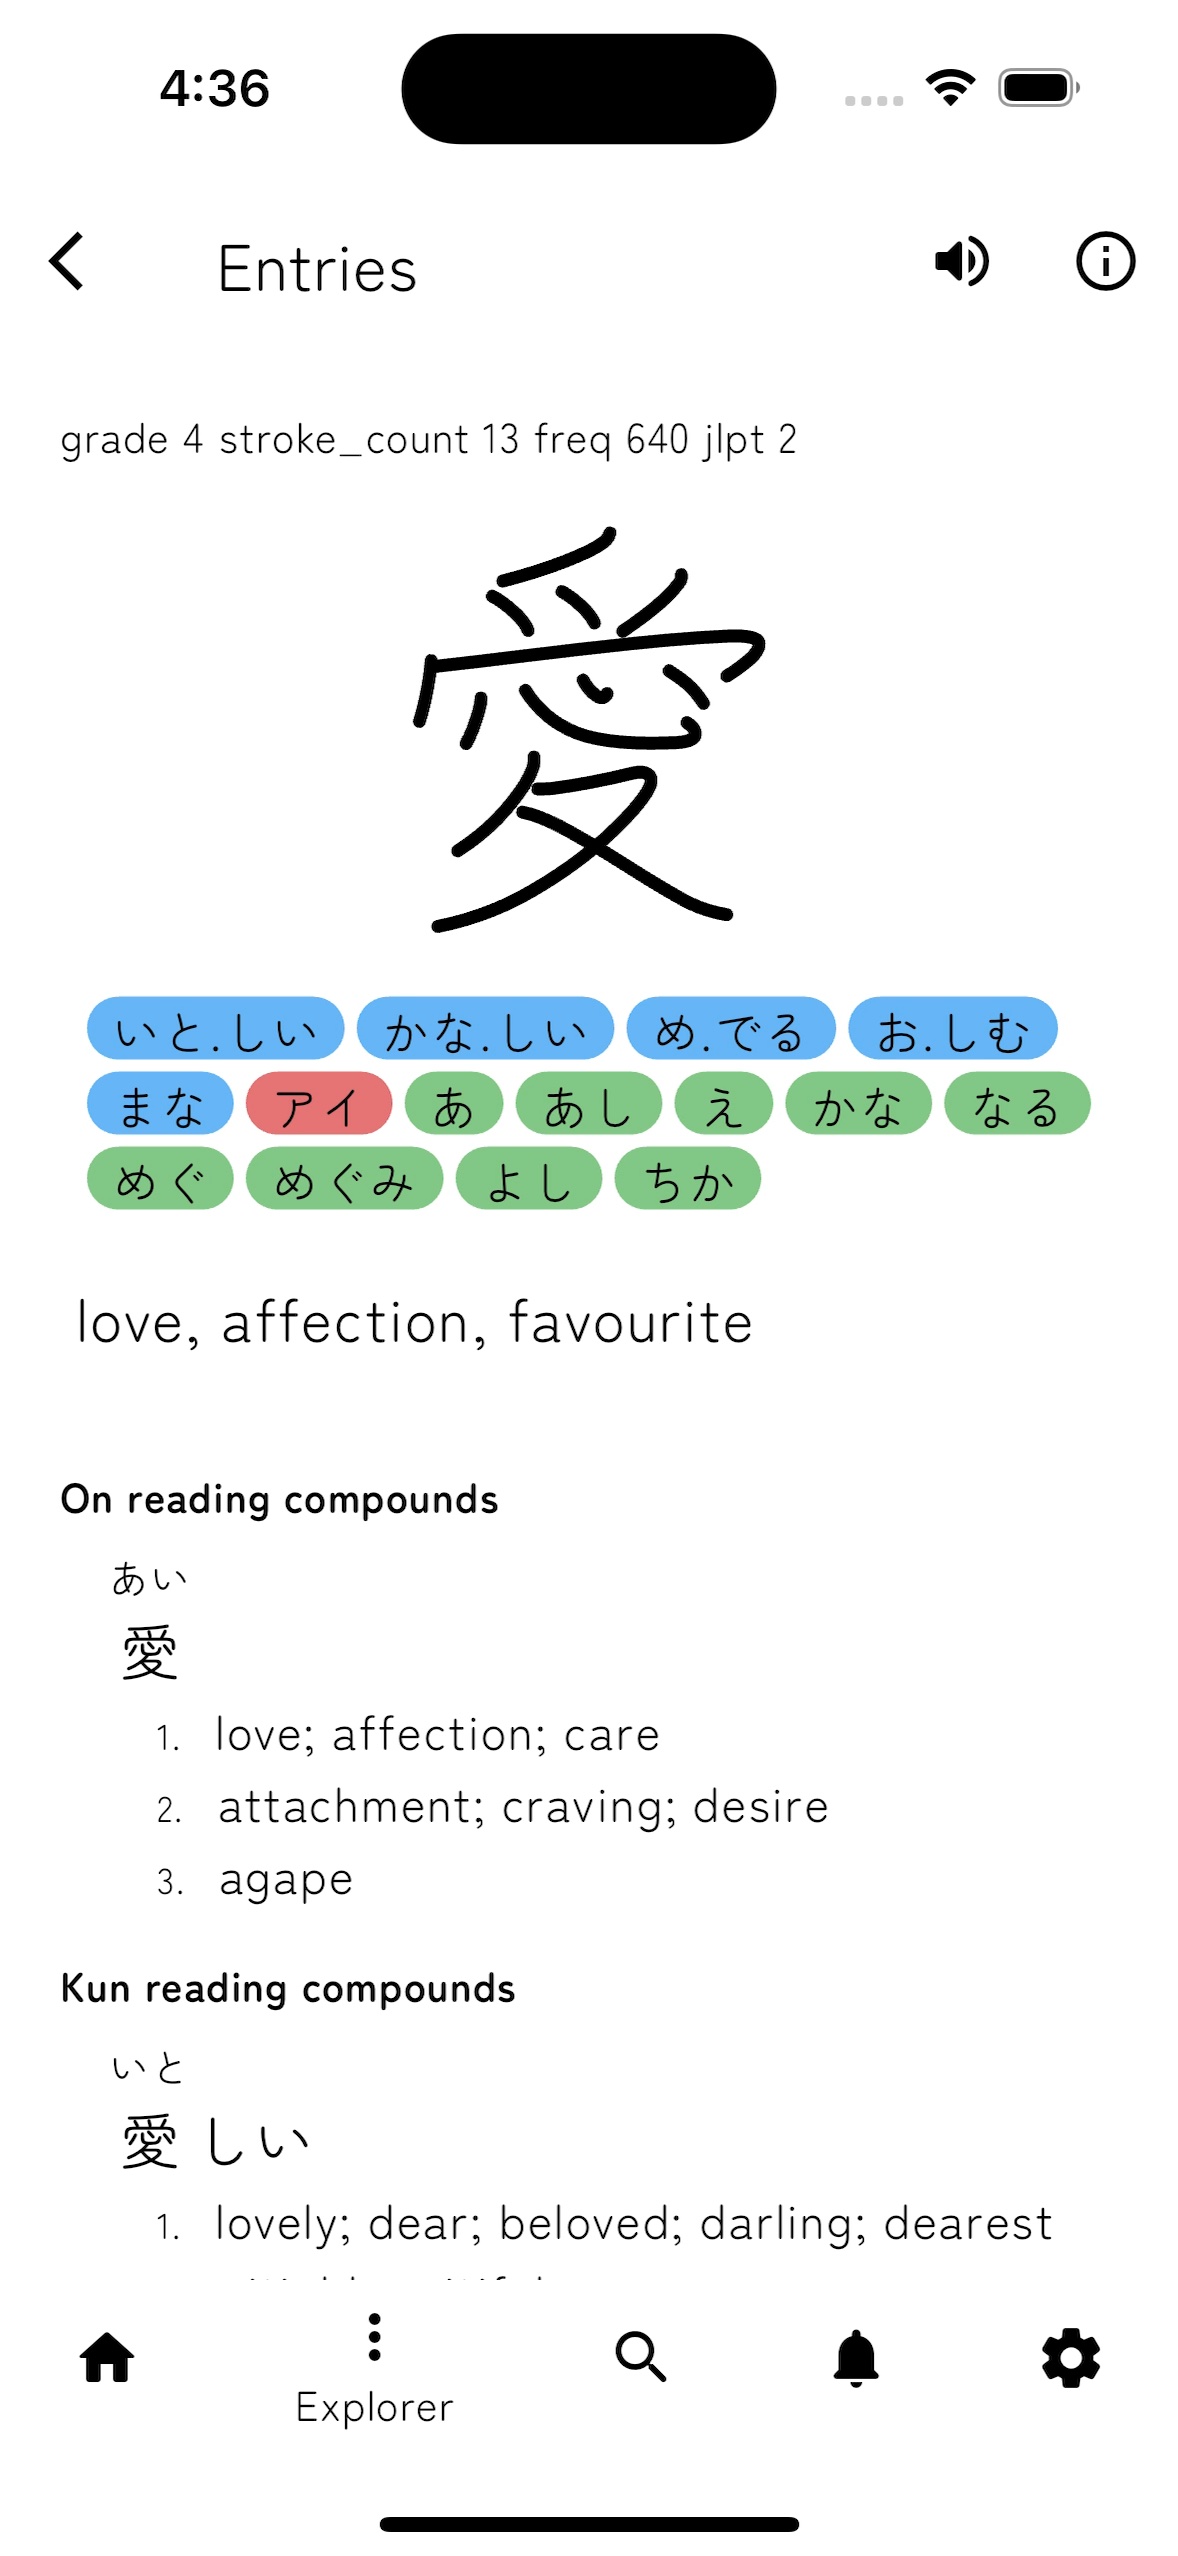 4:36
Entries
grade 4 stroke_count 13 freq 640 jlpt 2
愛
いと.しい かな.しい め.でる お.しむ
まな アイ あ あし え かな なる
めぐ めぐみ よし ちか
love, affection, favourite
On reading compounds
あい
愛
1. love; affection; care
2. attachment; craving; desire
3. agape
Kun reading compounds
いと
愛 しい
1. lovely; dear; beloved; darling; dearest
Explorer